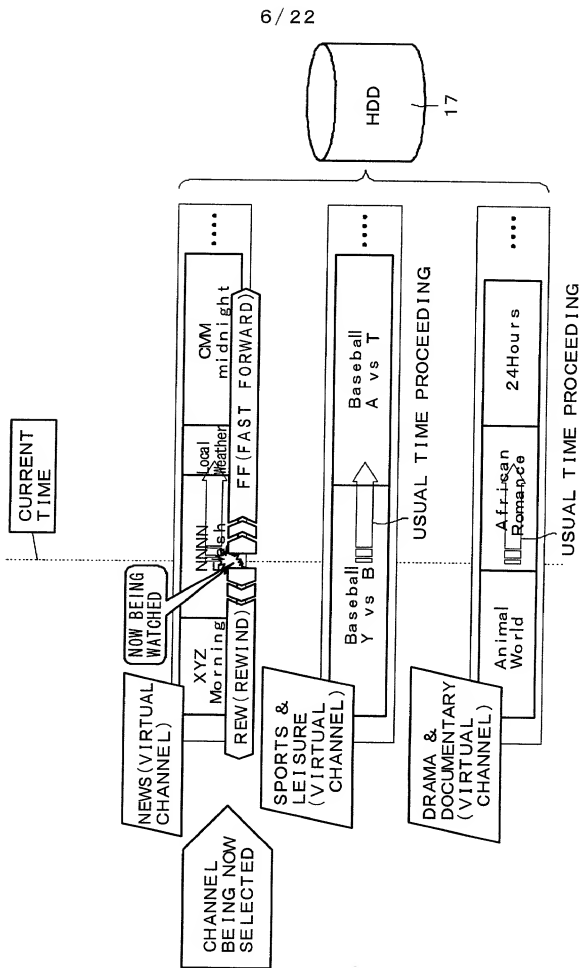 6/22
CURRENT
TIME
NOW BEING
WATCHED
NEWS(VIRTUAL
CHANNEL)
CHANNEL
BEING NOW
SELECTED
XYZ
Morning
NNNN
Flesh
Local
Weather
CMM
midnight
....
REW(REWIND)
FF(FAST FORWARD)
SPORTS &
LEISURE
(VIRTUAL
CHANNEL)
Baseball
Y vs B
Baseball
A vs T
....
USUAL TIME PROCEEDING
DRAMA &
DOCUMENTARY
(VIRTUAL
CHANNEL)
Animal
World
African
Romance
24Hours
....
USUAL TIME PROCEEDING
HDD
17